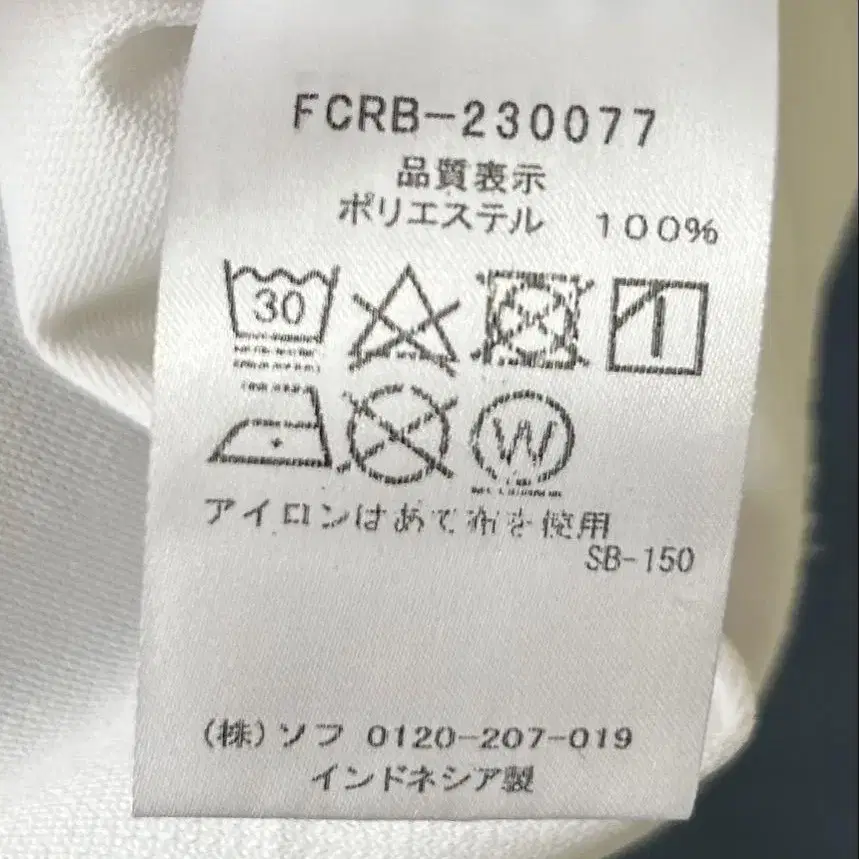 FCRB-230077
品質表示
ポリエステル 100%
30
W
アイロンはあて布を使用
SB-150
(株)ソフ 0120-207-019
インドネシア製